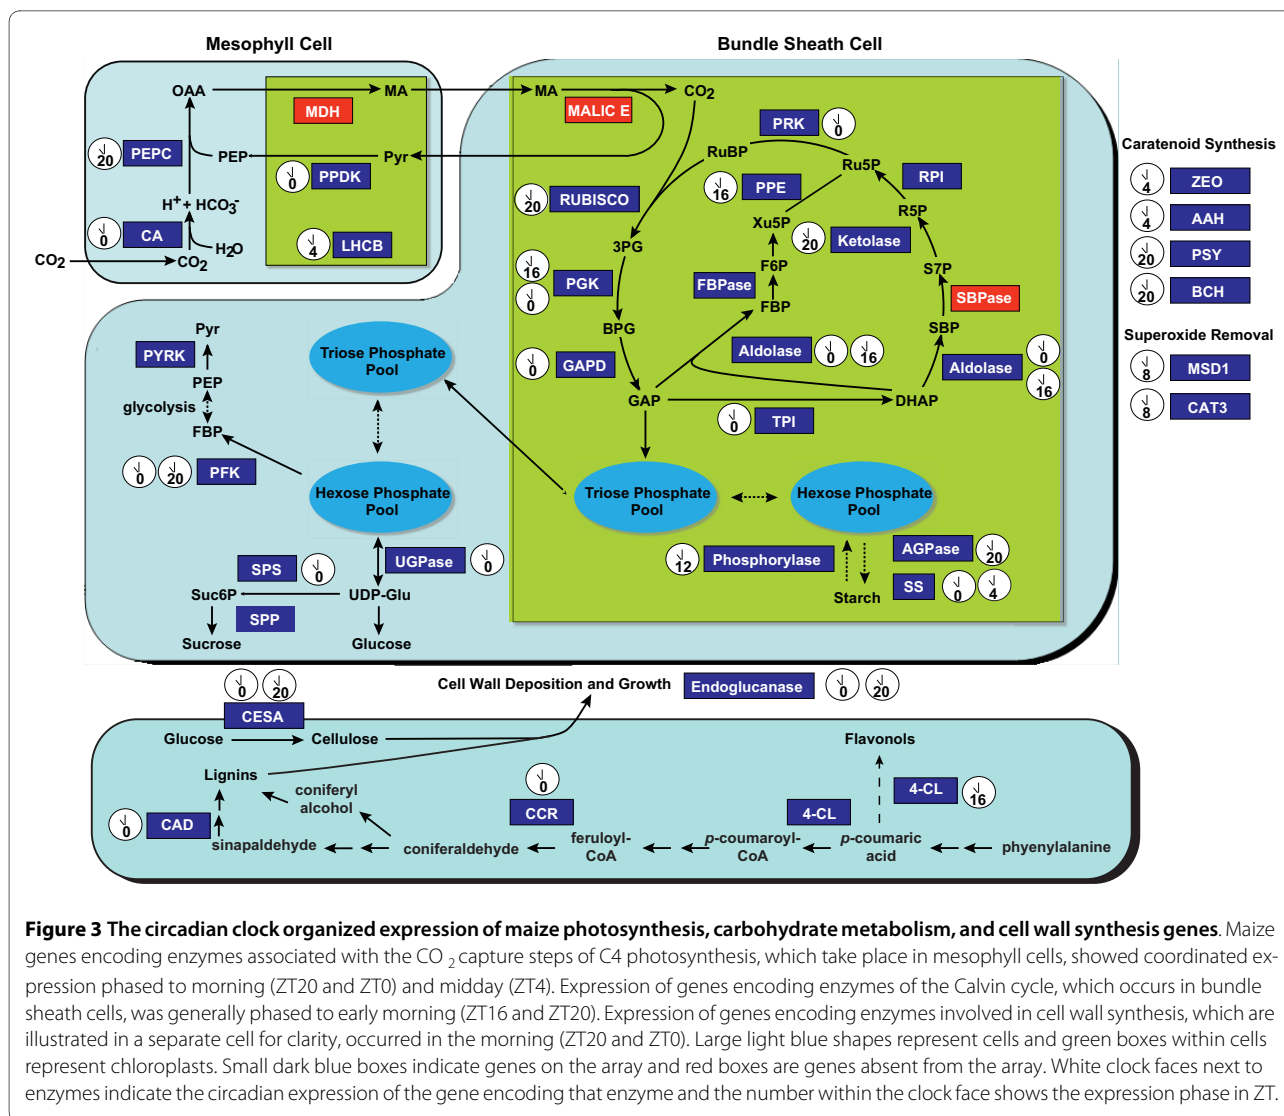 Mesophyll Cell
Bundle Sheath Cell
OAA
MA
MDH
PEPC
20
PEP
Pyr
PPDK
0
H+ + HCO3-
CA
0
H2O
LHCB
4
CO2
CO2
MA
CO2
MALIC E
PRK
0
RuBP
Ru5P
RPI
PPE
16
RUBISCO
20
R5P
Xu5P
Ketolase
20
3PG
F6P
S7P
16
PGK
0
FBPase
FBP
SBPase
BPG
SBP
Aldolase
0
16
Aldolase
0
16
GAPD
0
GAP
DHAP
TPI
0
Triose Phosphate
Pool
Hexose Phosphate
Pool
Phosphorylase
12
AGPase
20
SS
0
4
Starch
Pyr
PYRK
PEP
glycolysis
FBP
0
20
PFK
Triose Phosphate
Pool
Hexose Phosphate
Pool
SPS
0
UGPase
0
Suc6P
UDP-Glu
SPP
Sucrose
Glucose
Caratenoid Synthesis
4
ZEO
4
AAH
20
PSY
20
BCH
Superoxide Removal
8
MSD1
8
CAT3
0
20
CESA
Cell Wall Deposition and Growth
Endoglucanase
0
20
Glucose
Cellulose
Flavonols
Lignins
coniferyl
alcohol
0
CCR
4-CL
16
4-CL
0
CAD
sinapaldehyde
coniferaldehyde
feruloyl-
CoA
p-coumaroyl-
CoA
p-coumaric
acid
phyenylalanine
Figure 3 The circadian clock organized expression of maize photosynthesis, carbohydrate metabolism, and cell wall synthesis genes. Maize
genes encoding enzymes associated with the CO2 capture steps of C4 photosynthesis, which take place in mesophyll cells, showed coordinated ex-
pression phased to morning (ZT20 and ZT0) and midday (ZT4). Expression of genes encoding enzymes of the Calvin cycle, which occurs in bundle
sheath cells, was generally phased to early morning (ZT16 and ZT20). Expression of genes encoding enzymes involved in cell wall synthesis, which are
illustrated in a separate cell for clarity, occurred in the morning (ZT20 and ZT0). Large light blue shapes represent cells and green boxes within cells
represent chloroplasts. Small dark blue boxes indicate genes on the array and red boxes are genes absent from the array. White clock faces next to
enzymes indicate the circadian expression of the gene encoding that enzyme and the number within the clock face shows the expression phase in ZT.